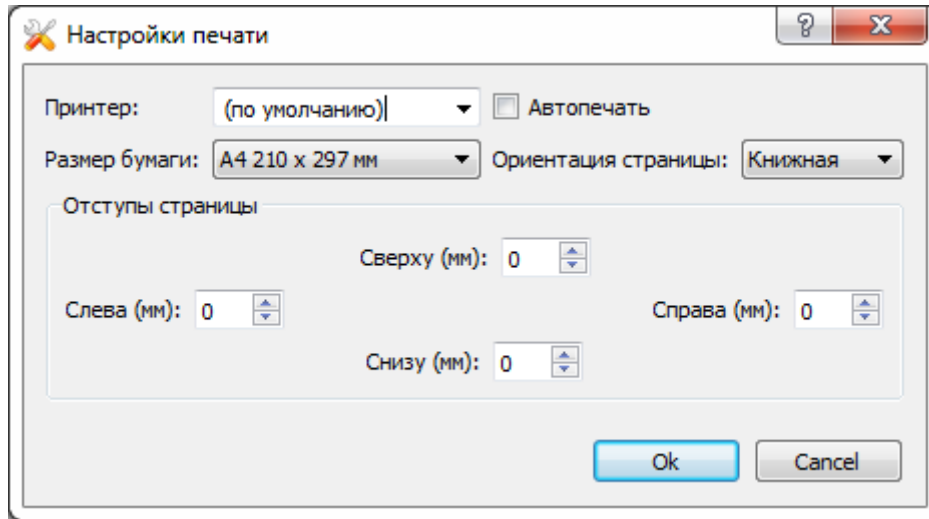 Настройки печати
Принтер: (по умолчанию) Автопечать
Размер бумаги: A4 210 x 297 мм Ориентация страницы: Книжная
Отступы страницы
Сверху (мм): 0
Слева (мм): 0 Справа (мм): 0
Снизу (мм): 0
Ok Cancel